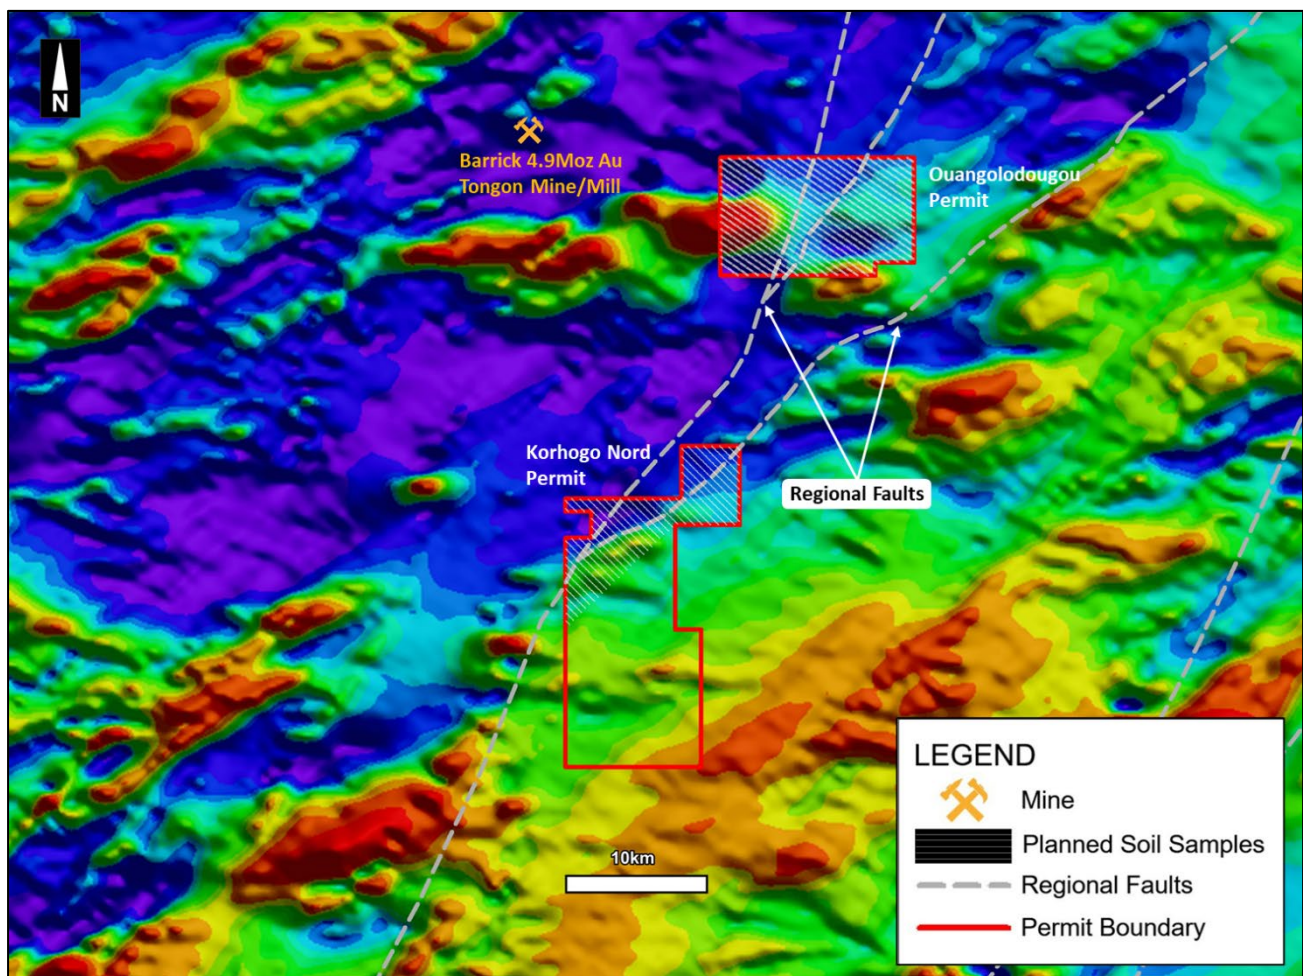 N
Barrick 4.9Moz Au
Tongon Mine/Mill
Ouangolodougou
Permit
Korhogo Nord
Permit
Regional Faults
10km
LEGEND
Mine
Planned Soil Samples
Regional Faults
Permit Boundary